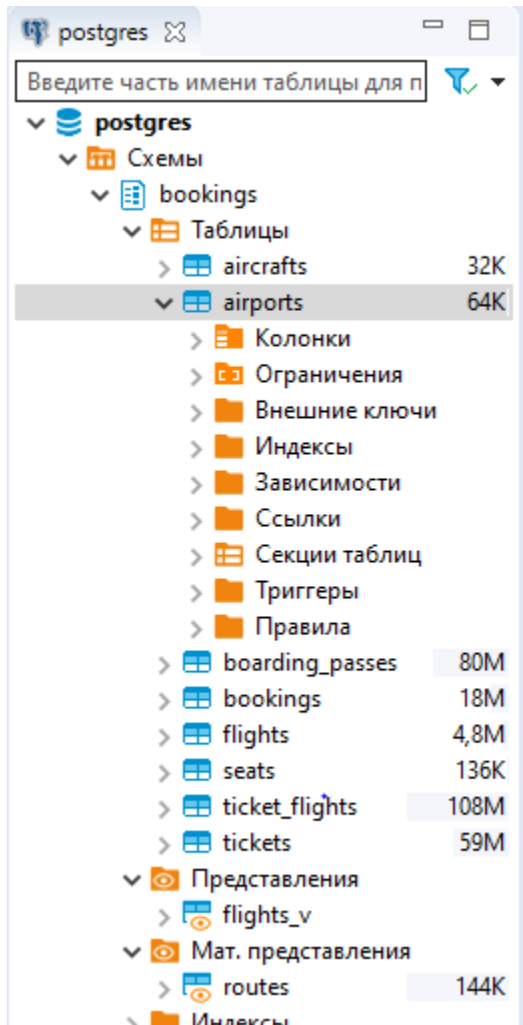 postgres
Введите часть имени таблицы для п
postgres
Схемы
bookings
Таблицы
aircrafts 32K
airports 64K
Колонки
Ограничения
Внешние ключи
Индексы
Зависимости
Ссылки
Секции таблиц
Триггеры
Правила
boarding_passes 80M
bookings 18M
flights 4,8M
seats 136K
ticket_flights 108M
tickets 59M
Представления
flights_v
Мат. представления
routes 144K
Индексы